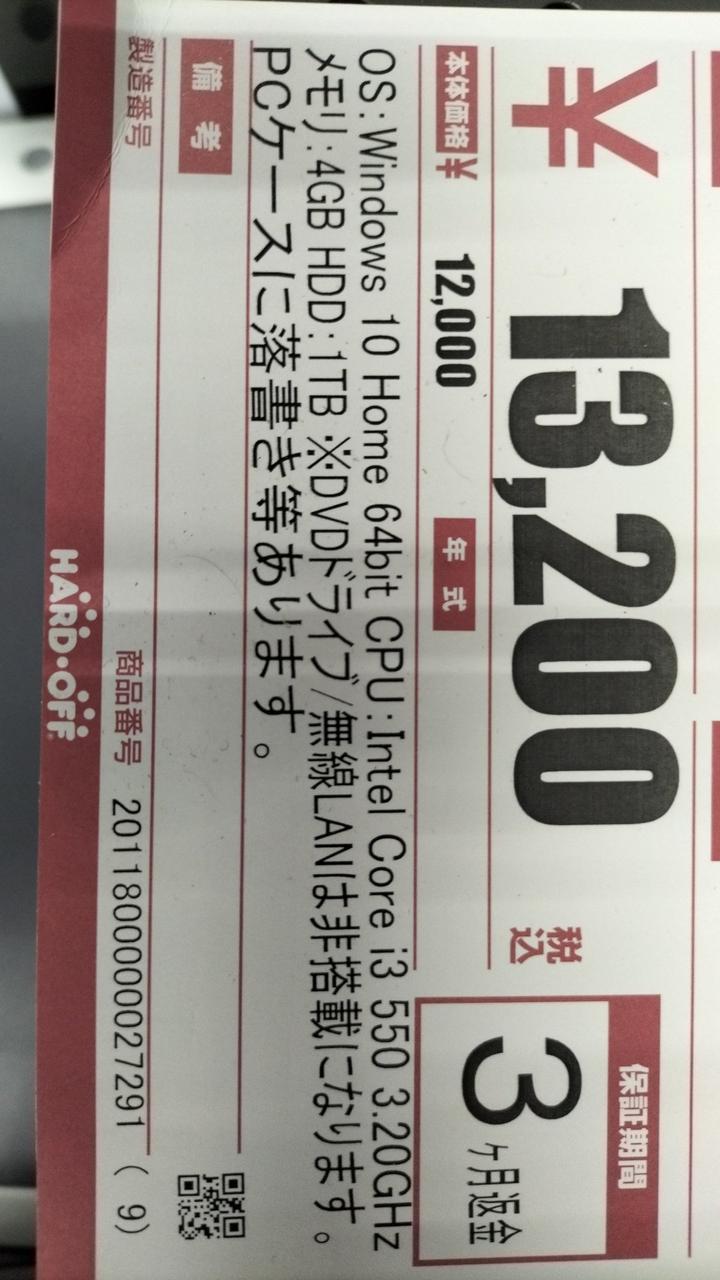 ¥ 13,200 税込
本体価格¥ 12,000 年式
保証期間
3ヶ月返金
OS:Windows 10 Home 64bit CPU:Intel Core i3 550 3.20GHz
メモリ:4GB HDD:1TB ※DVDドライブ/無線LANは非搭載になります。
PCケースに落書き等あります。
備考
製造番号
商品番号 2011800000027291 ( 9)
HARD・OFF